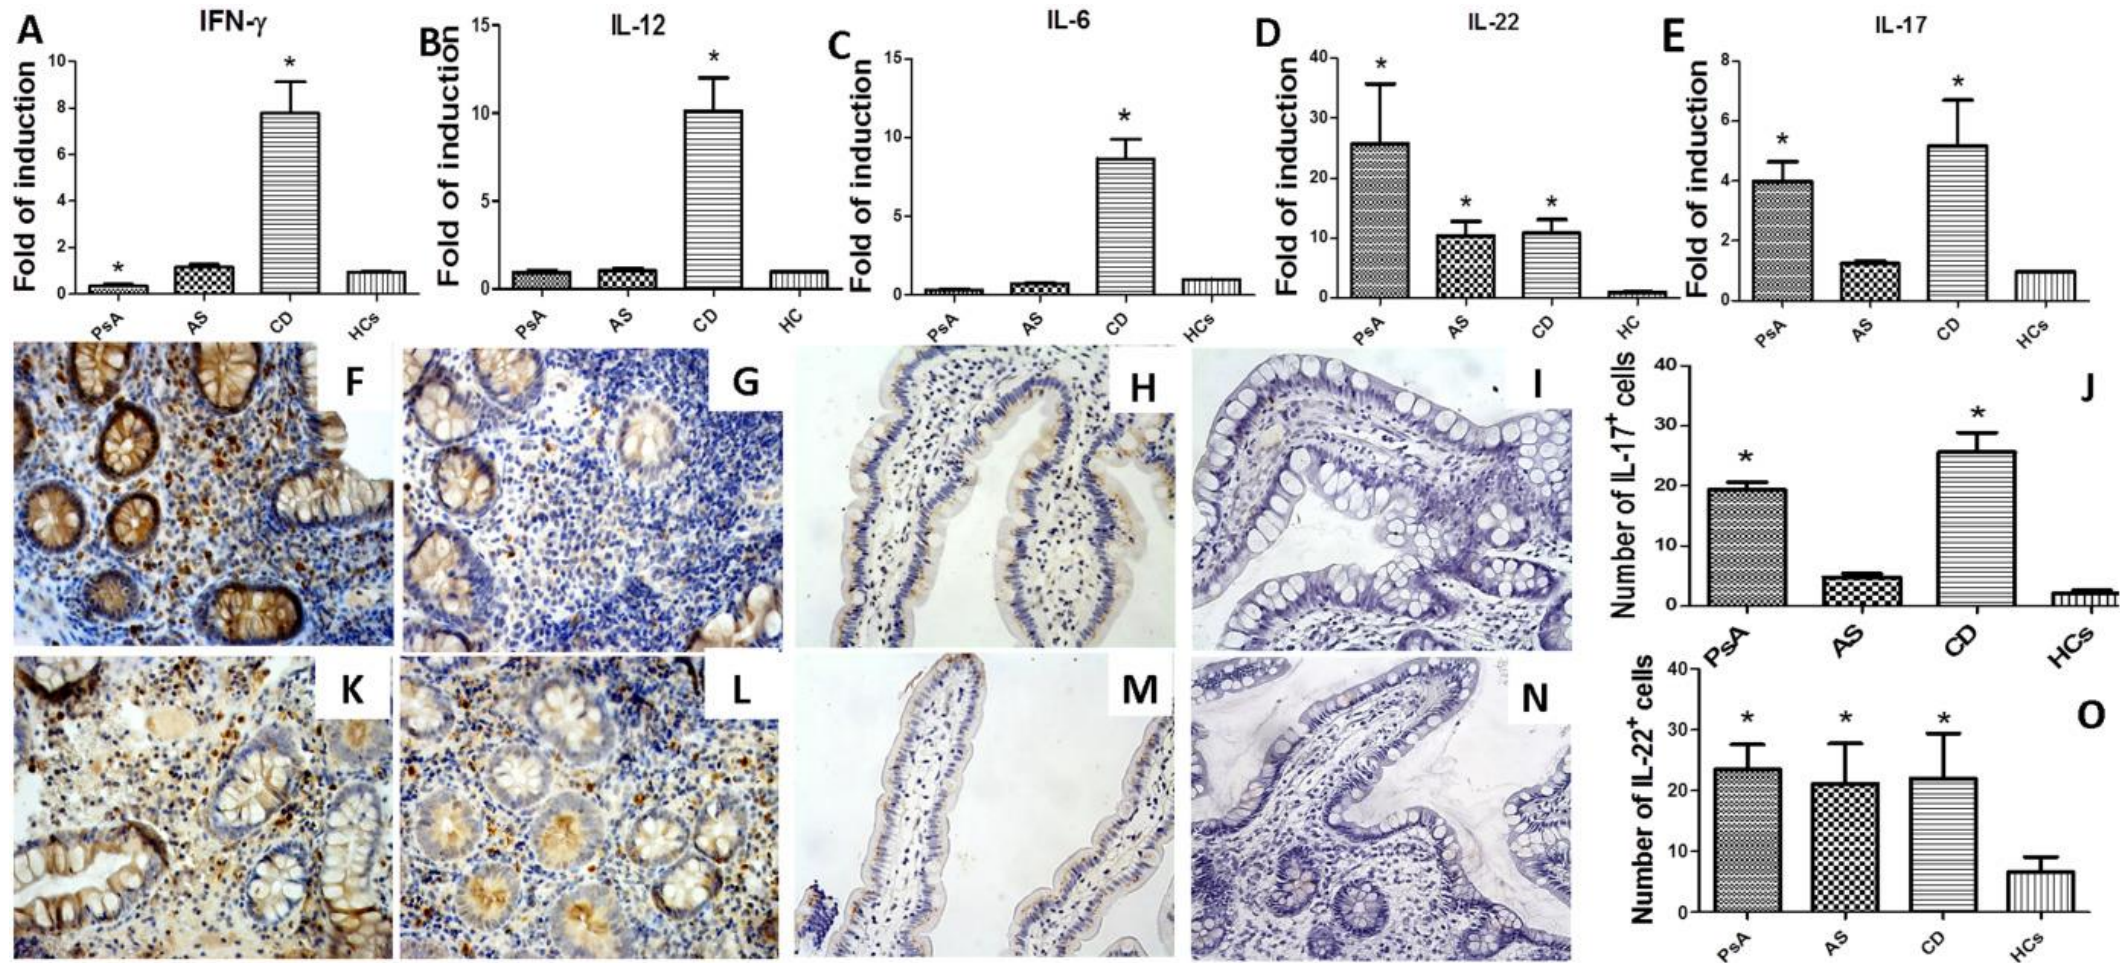 A
IFN-γ
Fold of induction
10
8
6
4
2
0
*
*
PsA
AS
CD
HCs
B
IL-12
Fold of induction
15
10
5
0
*
PsA
AS
CD
HC
C
IL-6
Fold of induction
15
10
5
0
*
PsA
AS
CD
HCs
D
IL-22
Fold of induction
40
30
20
10
0
*
*
*
PsA
AS
CD
HC
E
IL-17
Fold of induction
8
6
4
2
0
*
*
PsA
AS
CD
HCs
F
G
H
I
J
Number of IL-17⁺ cells
40
30
20
10
0
*
*
PsA
AS
CD
HCs
K
L
M
N
O
Number of IL-22⁺ cells
40
30
20
10
0
*
*
*
PsA
AS
CD
HCs